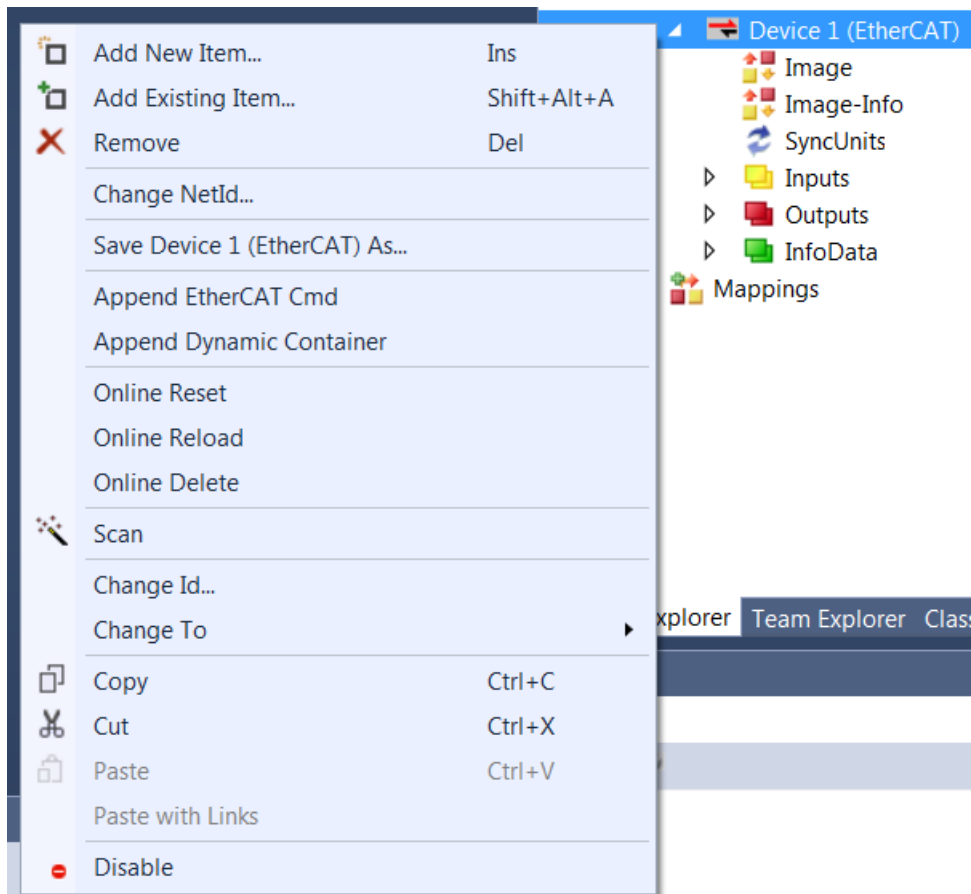 Add New Item... Ins
Add Existing Item... Shift+Alt+A
Remove Del
Change NetId...
Save Device 1 (EtherCAT) As...
Append EtherCAT Cmd
Append Dynamic Container
Online Reset
Online Reload
Online Delete
Scan
Change Id...
Change To
Copy Ctrl+C
Cut Ctrl+X
Paste Ctrl+V
Paste with Links
Disable
Device 1 (EtherCAT)
Image
Image-Info
SyncUnits
Inputs
Outputs
InfoData
Mappings
xplorer Team Explorer Clas